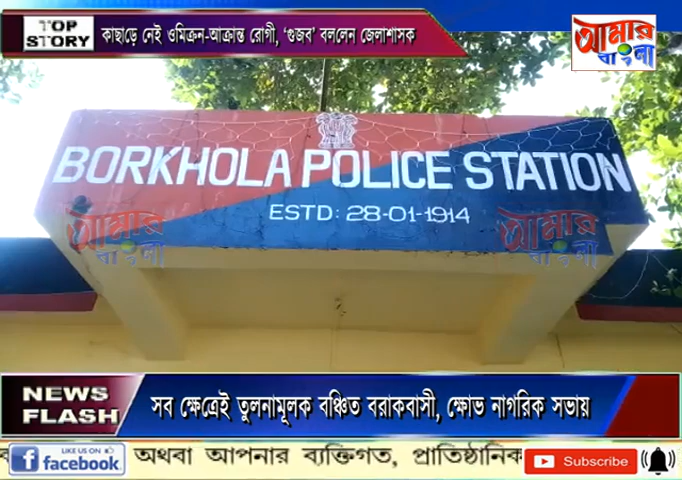 TOP STORY
কাছাড়ে নেই ওমিক্রন-আক্রান্ত রোগী, ‘গুজব’ বললেন জেলাশাসক
আমার বাংলা
BORKHOLA POLICE STATION
ESTD: 28-01-1914
আমার বাংলা
আমার বাংলা
NEWS FLASH
সব ক্ষেত্রেই তুলনামূলক বঞ্চিত বরাকবাসী, ক্ষোভ নাগরিক সভায়
LIKE US ON
facebook
অথবা আপনার ব্যক্তিগত, প্রাতিষ্ঠানিক
Subscribe